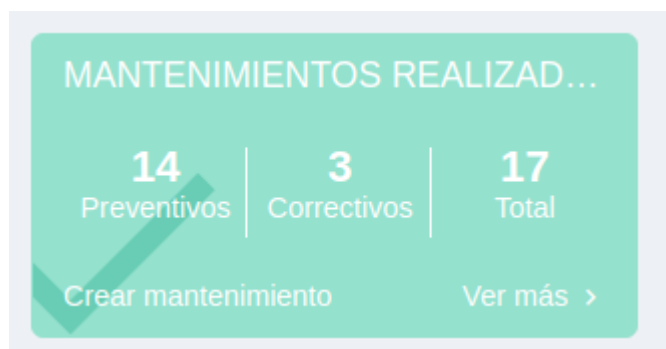 MANTENIMIENTOS REALIZAD...
14 3 17
Preventivos Correctivos Total
Crear mantenimiento Ver más >